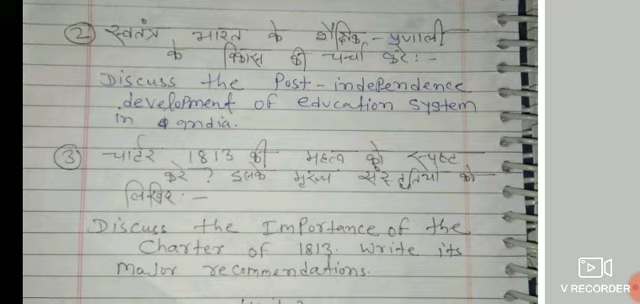 ② स्वतंत्र भारत के शैक्षिक - प्रणाली
के विकास की चर्चा करे : -
Discuss the Post-independence
development of education system
in India.
③ चार्टर 1813 की महत्व को स्पष्ट
करे ? इसके मुख्य संस्तुतियो को
लिखिए : -
Discuss the Importance of the
Charter of 1813. Write its
major recommendations.
V RECORDER